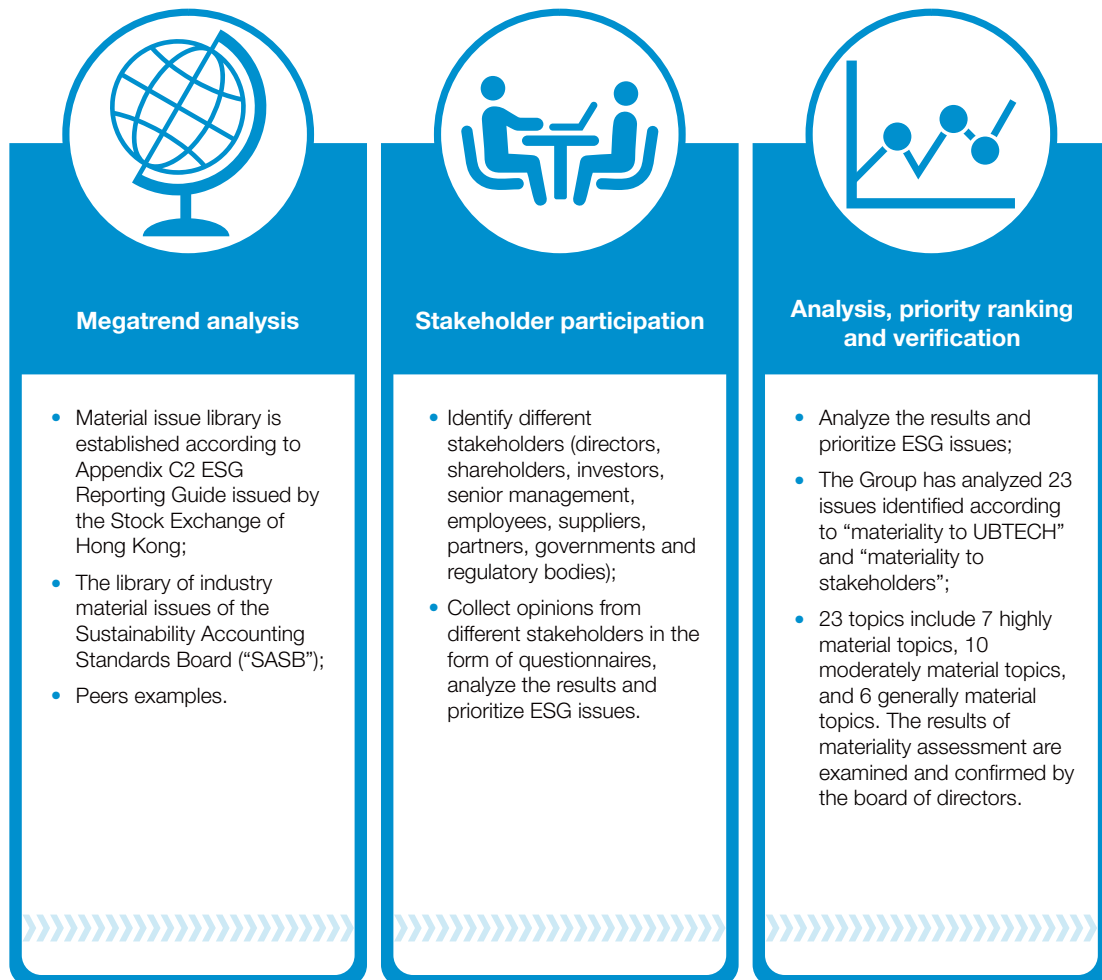 Megatrend analysis
• Material issue library is
established according to
Appendix C2 ESG
Reporting Guide issued by
the Stock Exchange of
Hong Kong;
• The library of industry
material issues of the
Sustainability Accounting
Standards Board (“SASB”);
• Peers examples.
Stakeholder participation
• Identify different
stakeholders (directors,
shareholders, investors,
senior management,
employees, suppliers,
partners, governments and
regulatory bodies);
• Collect opinions from
different stakeholders in the
form of questionnaires,
analyze the results and
prioritize ESG issues.
Analysis, priority ranking
and verification
• Analyze the results and
prioritize ESG issues;
• The Group has analyzed 23
issues identified according
to “materiality to UBTECH”
and “materiality to
stakeholders”;
• 23 topics include 7 highly
material topics, 10
moderately material topics,
and 6 generally material
topics. The results of
materiality assessment are
examined and confirmed by
the board of directors.